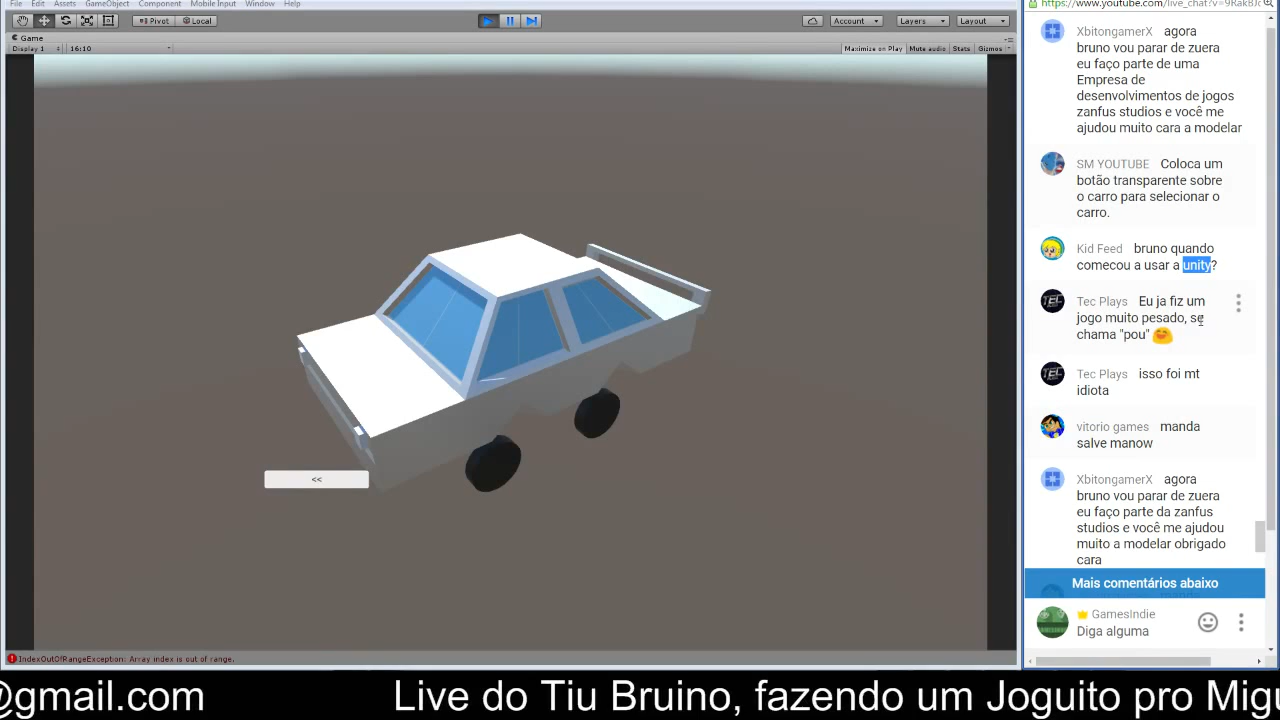 File Edit Assets GameObject Component Mobile Input Window Help
Pivot Local Account Layers Layout
Game
Display 1 16:10 Maximize on Play Mute audio Stats Gizmos
<<
IndexOutOfRangeException: Array index is out of range.
https://www.youtube.com/live_chat?v=9RakBJc
XbitongamerX agora
bruno vou parar de zuera
eu faço parte de uma
Empresa de
desenvolvimentos de jogos
zanfus studios e você me
ajudou muito cara a modelar
SM YOUTUBE Coloca um
botão transparente sobre
o carro para selecionar o
carro.
Kid Feed bruno quando
comecou a usar a unity?
Tec Plays Eu ja fiz um
jogo muito pesado, se
chama "pou"
Tec Plays isso foi mt
idiota
vitorio games manda
salve manow
XbitongamerX agora
bruno vou parar de zuera
eu faço parte da zanfus
studios e você me ajudou
muito a modelar obrigado
cara
Mais comentários abaixo
GamesIndie
Diga alguma
@gmail.com Live do Tiu Bruino, fazendo um Joguito pro Migu